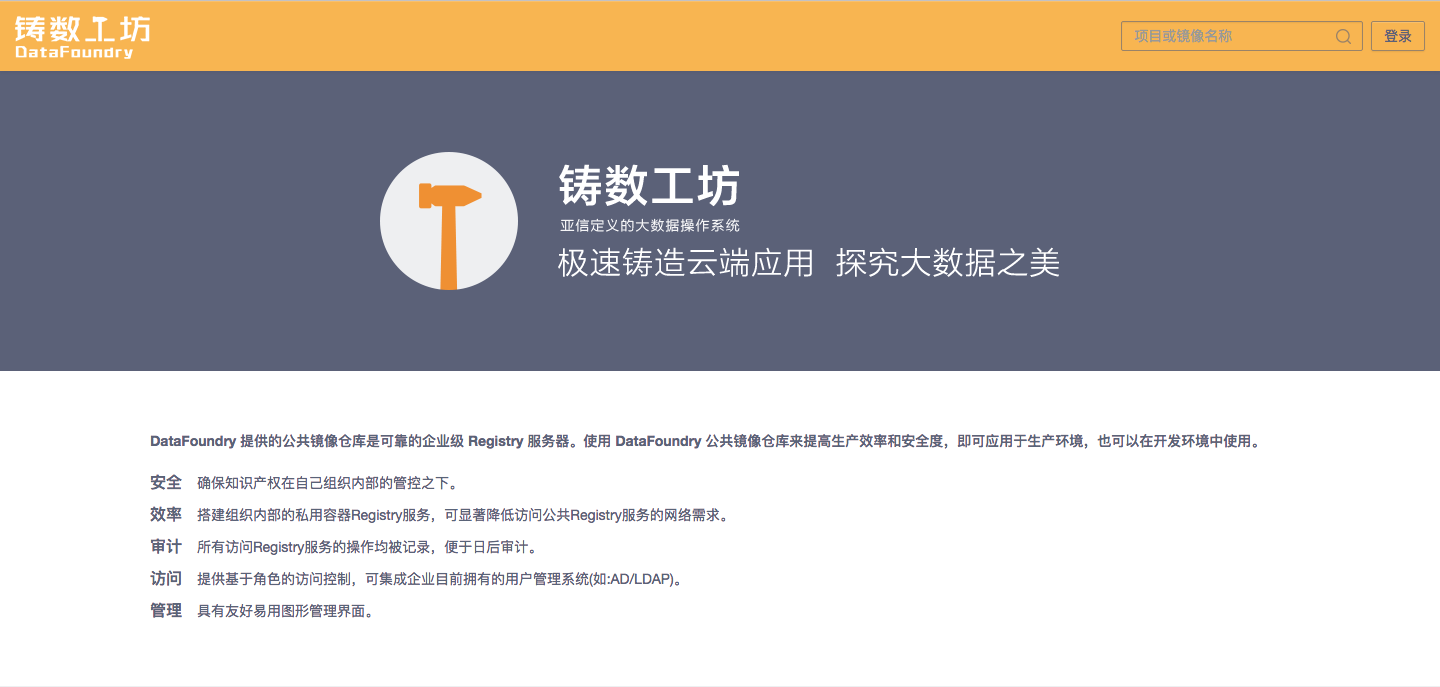 铸数工坊
DataFoundry
项目或镜像名称
登录
铸数工坊
亚信定义的大数据操作系统
极速铸造云端应用 探究大数据之美
DataFoundry 提供的公共镜像仓库是可靠的企业级 Registry 服务器。使用 DataFoundry 公共镜像仓库来提高生产效率和安全度，即可应用于生产环境，也可以在开发环境中使用。
安全 确保知识产权在自己组织内部的管控之下。
效率 搭建组织内部的私用容器Registry服务，可显著降低访问公共Registry服务的网络需求。
审计 所有访问Registry服务的操作均被记录，便于日后审计。
访问 提供基于角色的访问控制，可集成企业目前拥有的用户管理系统(如:AD/LDAP)。
管理 具有友好易用图形管理界面。